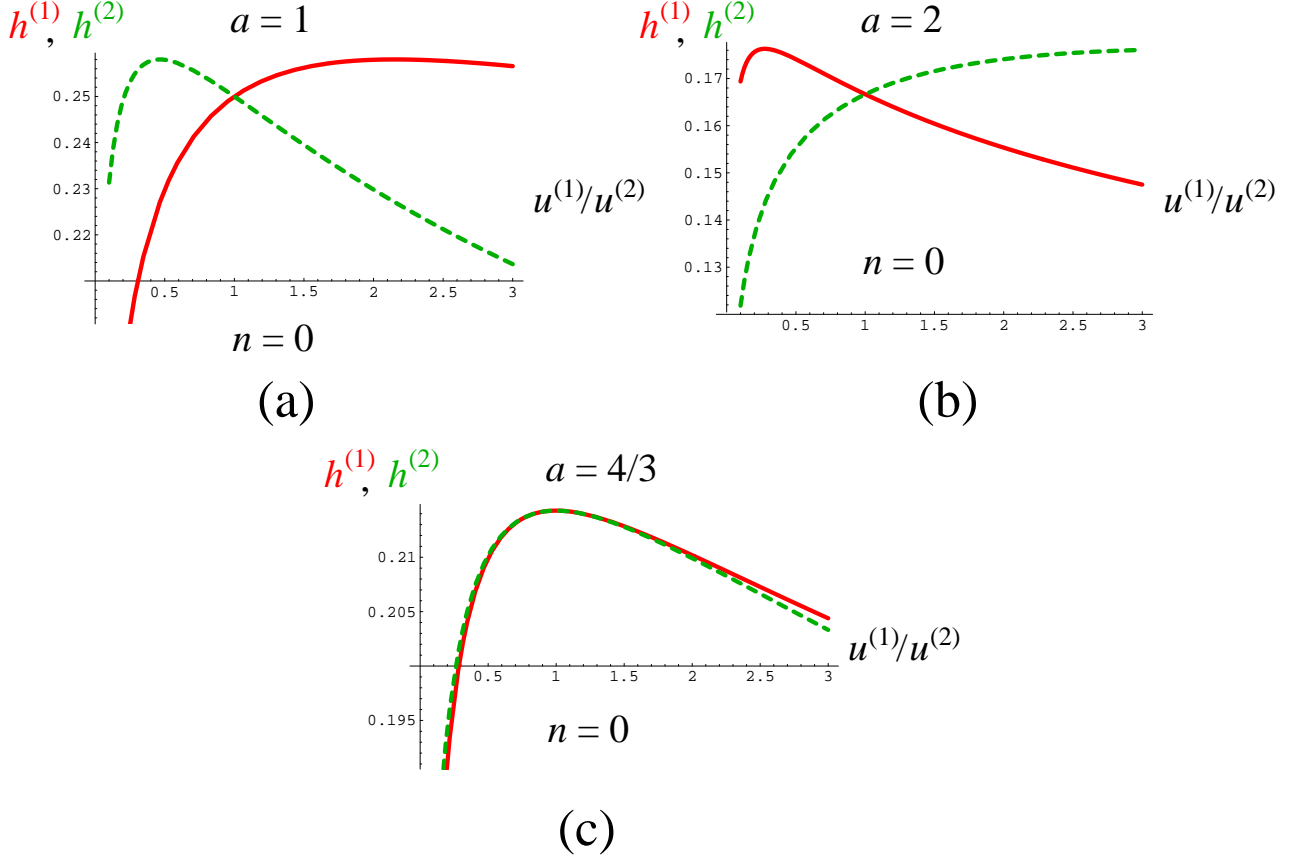 h(1), h(2) a = 1
0.25
0.24
0.23
0.22
0.5 1 1.5 2 2.5 3
u(1)/u(2)
n = 0
(a)
h(1), h(2) a = 2
0.17
0.16
0.15
0.14
0.13
0.5 1 1.5 2 2.5 3
u(1)/u(2)
n = 0
(b)
h(1), h(2) a = 4/3
0.21
0.205
0.195
0.5 1 1.5 2 2.5 3
u(1)/u(2)
n = 0
(c)